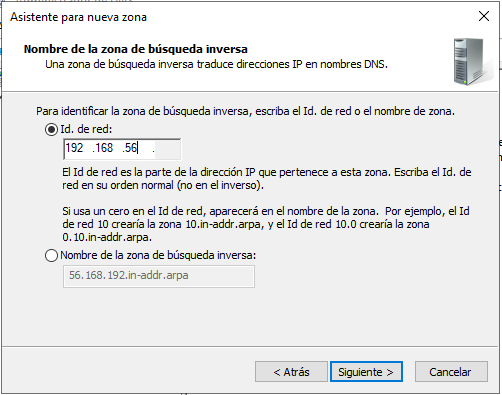 Asistente para nueva zona
Nombre de la zona de búsqueda inversa
Una zona de búsqueda inversa traduce direcciones IP en nombres DNS.
Para identificar la zona de búsqueda inversa, escriba el Id. de red o el nombre de zona.
Id. de red:
192 .168 .56 .
El Id de red es la parte de la dirección IP que pertenece a esta zona. Escriba el Id. de
red en su orden normal (no en el inverso).
Si usa un cero en el Id de red, aparecerá en el nombre de la zona. Por ejemplo, el Id
de red 10 crearía la zona 10.in-addr.arpa, y el Id de red 10.0 crearía la zona
0.10.in-addr.arpa.
Nombre de la zona de búsqueda inversa:
56.168.192.in-addr.arpa
< Atrás
Siguiente >
Cancelar